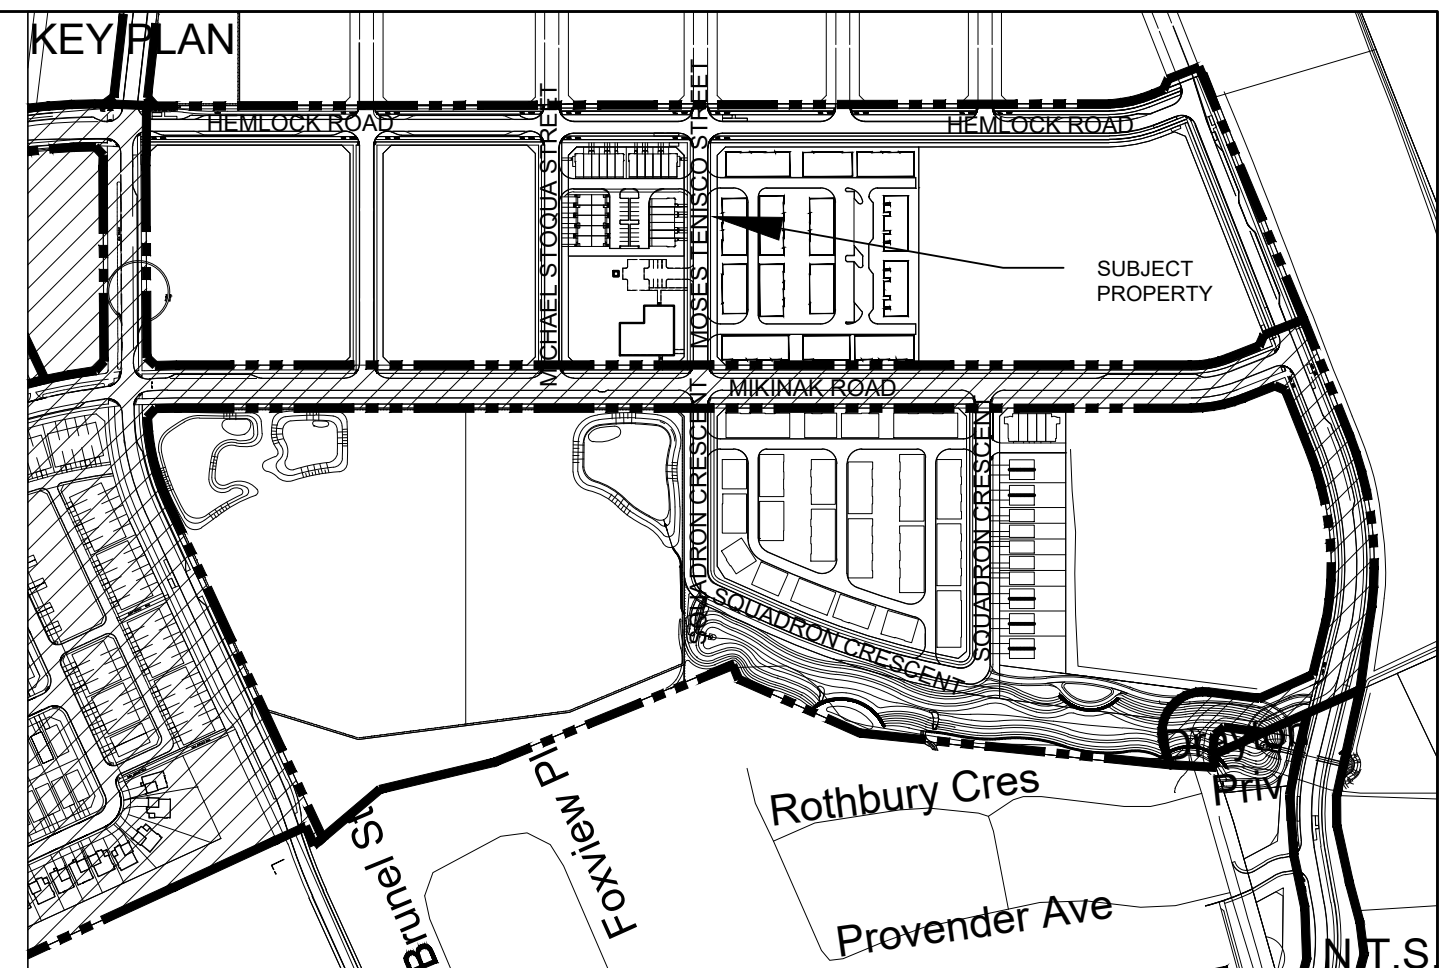 KEY PLAN
HEMLOCK ROAD
HEMLOCK ROAD
MICHAEL STOQUA STREET
MOSES TENISCO STREET
SUBJECT
PROPERTY
MIKINAK ROAD
SQUADRON CRESCENT
SQUADRON CRESCENT
SQUADRON CRESCENT
Foxview Pl
Brunel St
Rothbury Cres
Priv
Provender Ave
N.T.S.